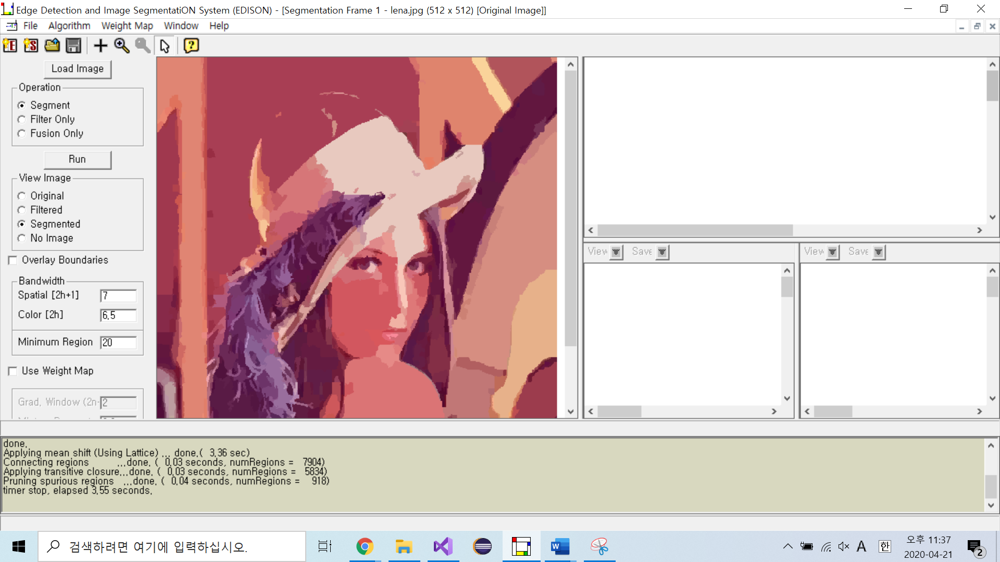 Edge Detection and Image SegmentatiON System (EDISON) - [Segmentation Frame 1 - lena.jpg (512 x 512) [Original Image]]
File Algorithm Weight Map Window Help
Load Image
Operation
Segment
Filter Only
Fusion Only
Run
View Image
Original
Filtered
Segmented
No Image
Overlay Boundaries
Bandwidth
Spatial [2h+1] 7
Color [2h] 6.5
Minimum Region 20
Use Weight Map
Grad. Window (2n- 2
View Save
View Save
done.
Applying mean shift (Using Lattice) ... done.( 3.36 sec)
Connecting regions ...done. ( 0.03 seconds, numRegions = 7904)
Applying transitive closure...done. ( 0.03 seconds, numRegions = 5834)
Pruning spurious regions ...done. ( 0.04 seconds, numRegions = 918)
timer stop, elapsed 3.55 seconds.
검색하려면 여기에 입력하십시오.
A 한
오후 11:37
2020-04-21
2